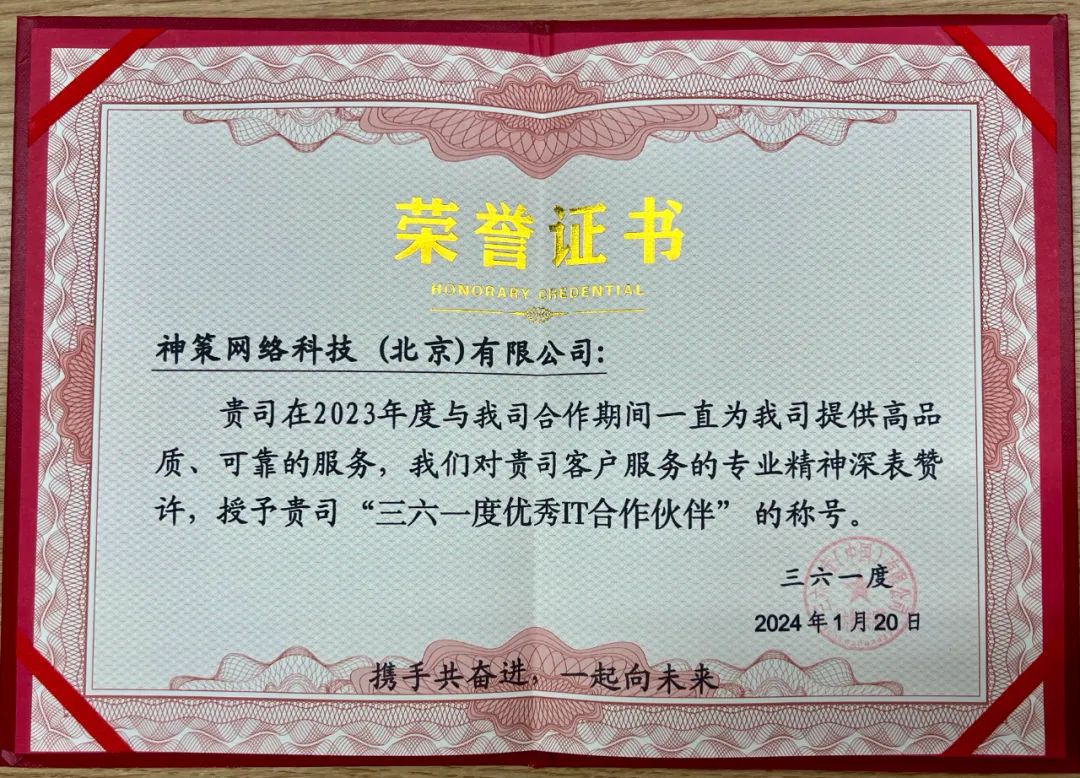 荣誉证书
HONORARY CREDENTIAL
神策网络科技（北京）有限公司：
贵司在2023年度与我司合作期间一直为我司提供高品
质、可靠的服务，我们对贵司客户服务的专业精神深表赞
许，授予贵司“三六一度优秀IT合作伙伴”的称号。
三六一度
2024年1月20日
携手共奋进，一起向未来